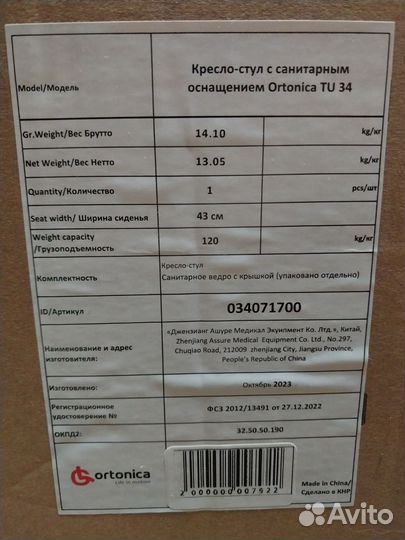 Model/Модель
Кресло-стул с санитарным
оснащением Ortonica TU 34
Gr.Weight/Вес Брутто
14.10
kg/кг
Net Weight/Вес Нетто
13.05
kg/кг
Quantity/Количество
1
pcs/шт
Seat width/ Ширина сиденья
43 см
Weight capacity
/Грузоподъемность
120
kg/кг
Комплектность
Кресло-стул
Санитарное ведро с крышкой (упаковано отдельно)
ID/Артикул
034071700
Наименование и адрес
изготовителя:
«Джензианг Ашуре Медикал Экуипмент Ко. Лтд.», Китай,
Zhenjiang Assure Medical Equipment Co. Ltd., No.297,
Chuqiao Road, 212009 zhenjiang City, Jiangsu Province,
People's Republic of China
Изготовлено:
Октябрь 2023
Регистрационное
удостоверение №
ФСЗ 2012/13491 от 27.12.2022
ОКПД2:
32.50.50.190
ortonica
Life in motion
2 000000 007922
Made in China/
Сделано в КНР
Avito